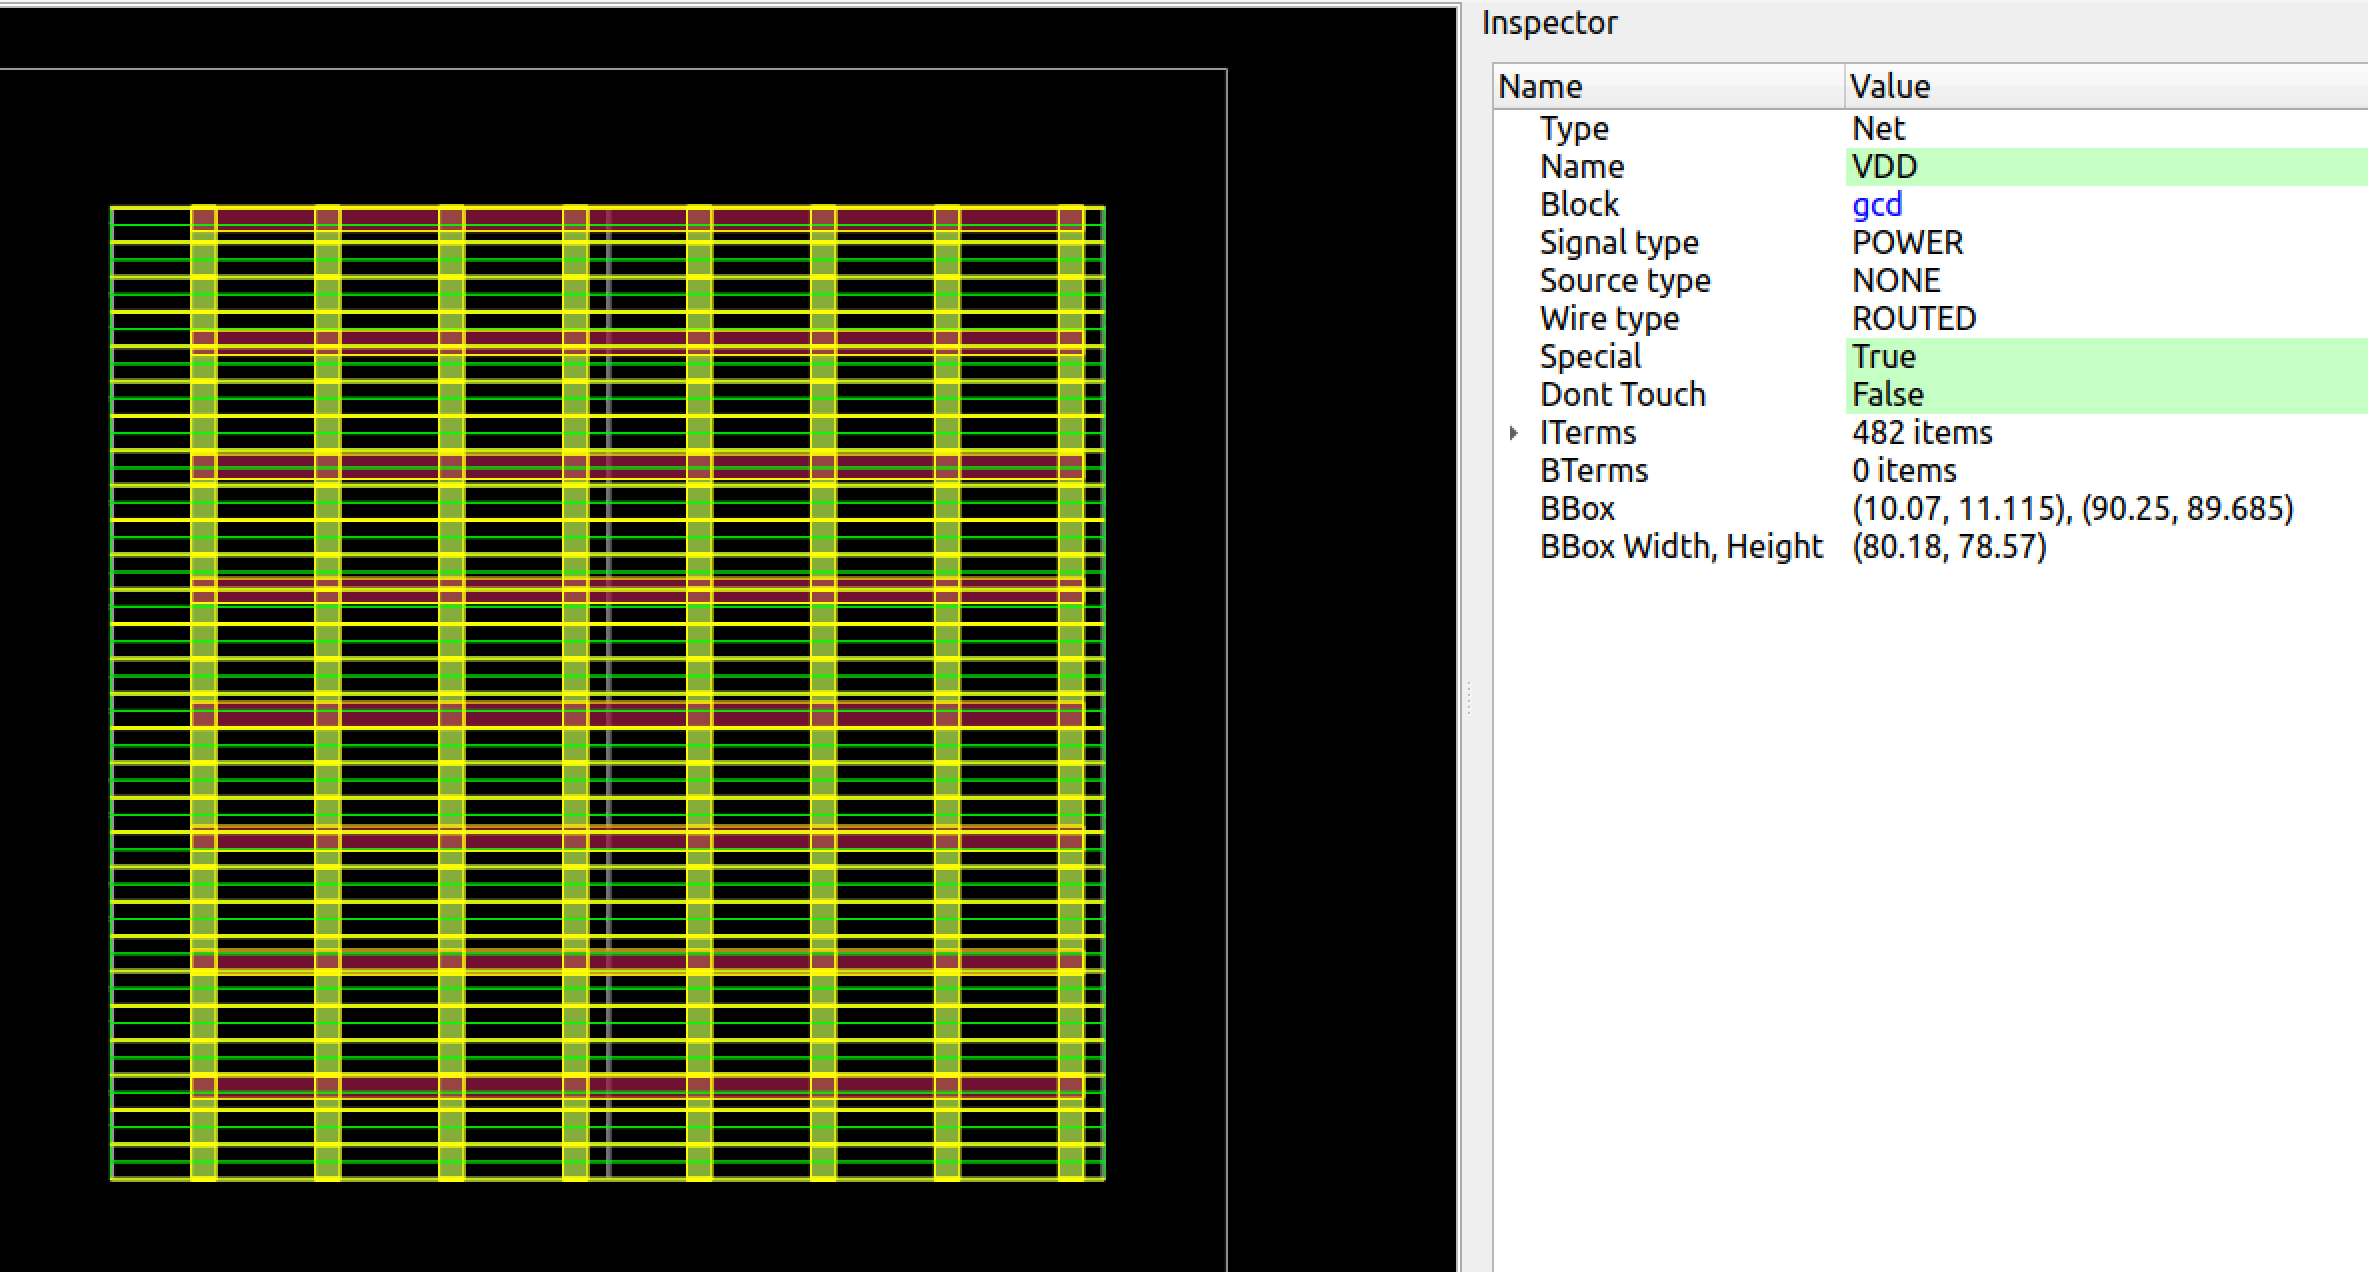 Inspector
Name Value
Type Net
Name VDD
Block gcd
Signal type POWER
Source type NONE
Wire type ROUTED
Special True
Dont Touch False
ITerms 482 items
BTerms 0 items
BBox (10.07, 11.115), (90.25, 89.685)
BBox Width, Height (80.18, 78.57)